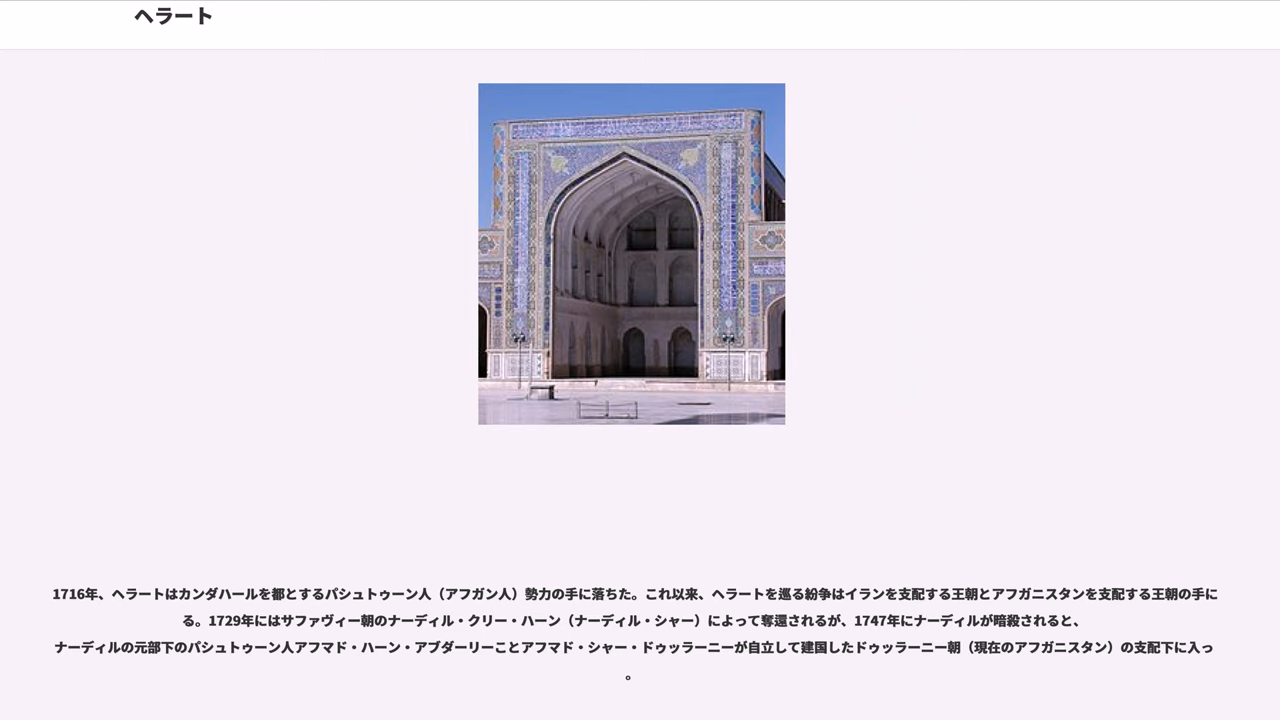 ヘラート
1716年、ヘラートはカンダハールを都とするパシュトゥーン人（アフガン人）勢力の手に落ちた。これ以来、ヘラートを巡る紛争はイランを支配する王朝とアフガニスタンを支配する王朝の手に
る。1729年にはサファヴィー朝のナーディル・クリー・ハーン（ナーディル・シャー）によって奪還されるが、1747年にナーディルが暗殺されると、
ナーディルの元部下のパシュトゥーン人アフマド・ハーン・アブダーリーことアフマド・シャー・ドゥッラーニーが自立して建国したドゥッラーニー朝（現在のアフガニスタン）の支配下に入っ
。